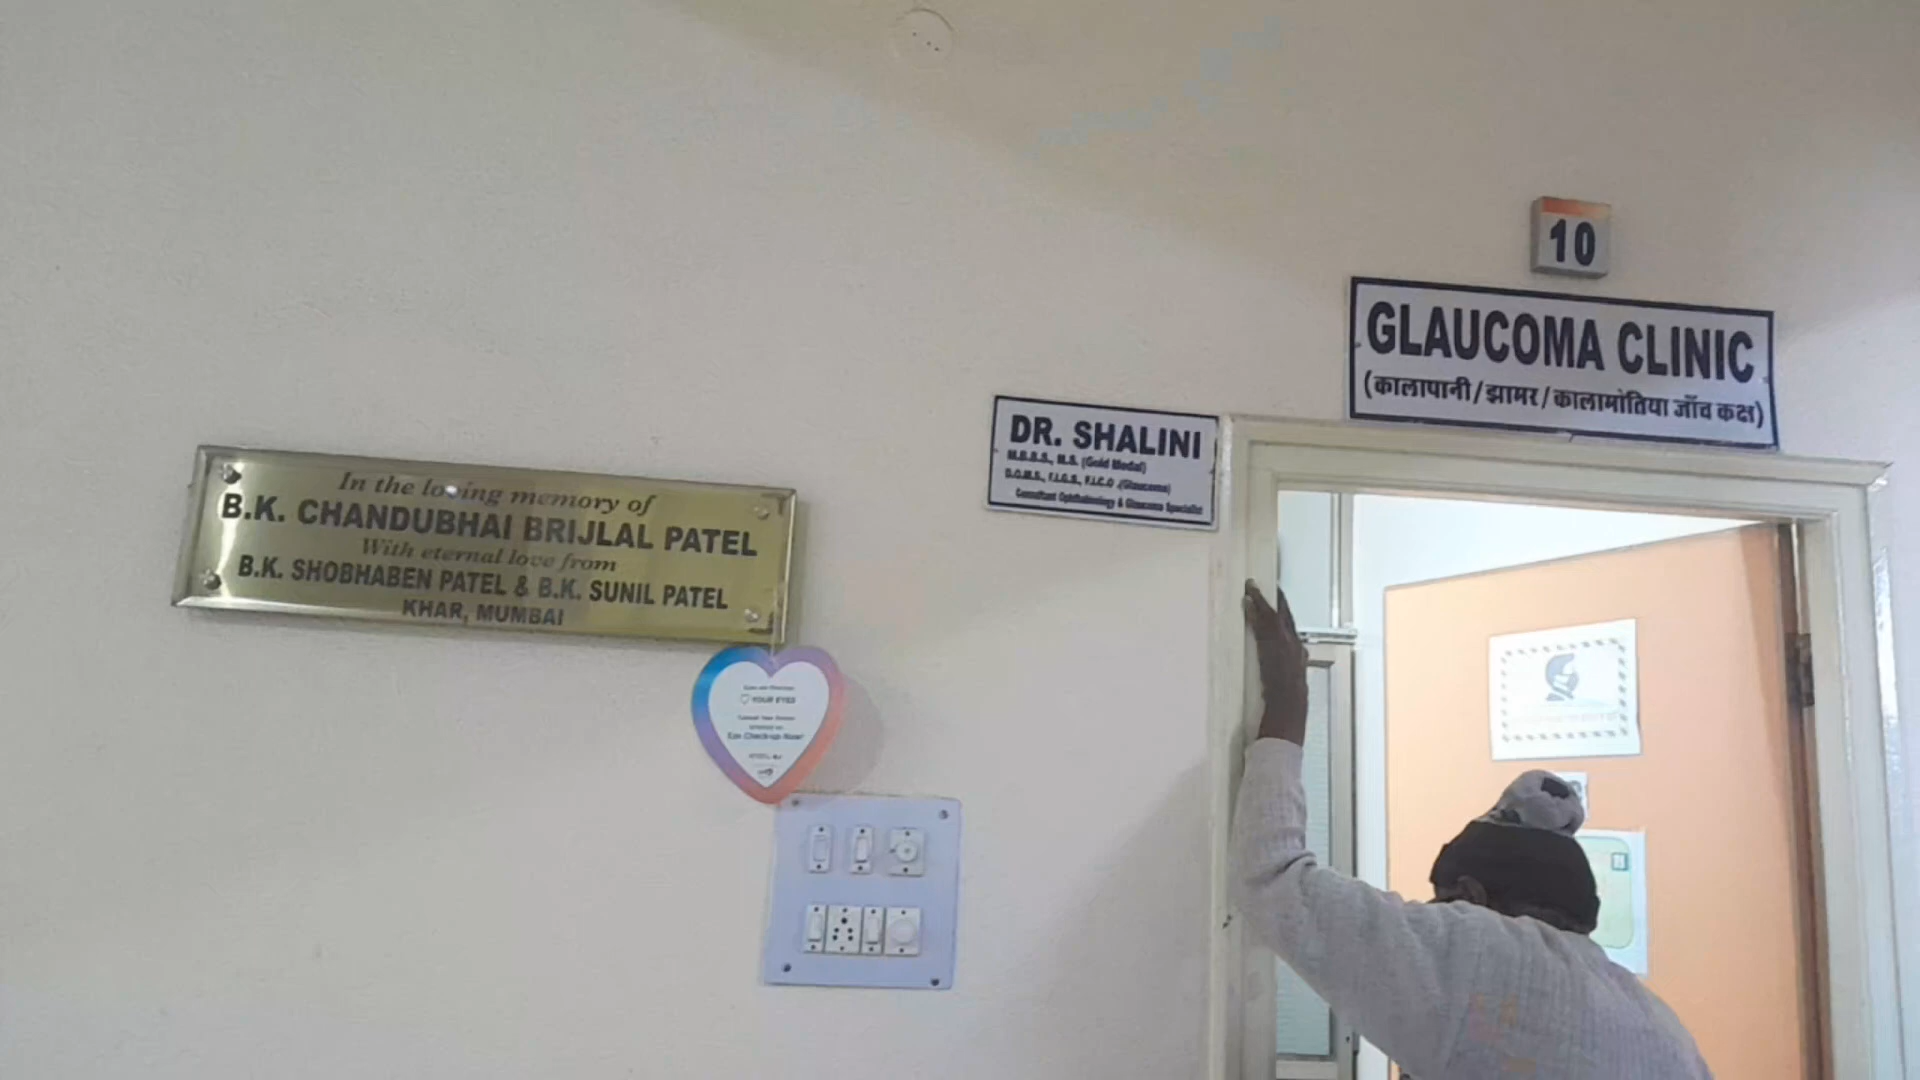 In the loving memory of
B.K. CHANDUBHAI BRIJLAL PATEL
With eternal love from
B.K. SHOBHABEN PATEL & B.K. SUNIL PATEL
KHAR, MUMBAI
YOUR EYES
Eye Check-up Now!
DR. SHALINI
M.B.B.S., M.S. (Gold Medal)
D.O.M.S., F.I.G.S., F.I.C.O (Glaucoma)
Consultant Ophthalmology & Glaucoma Specialist
10
GLAUCOMA CLINIC
(कालापानी/झामर/कालामोतिया जाँच कक्ष)